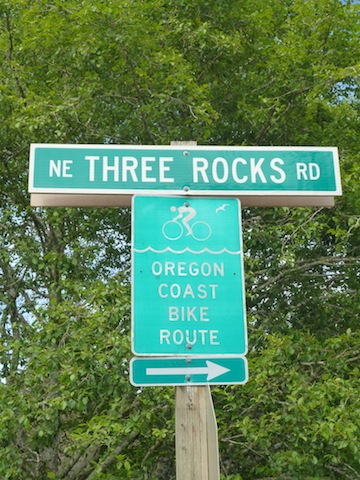 NE THREE ROCKS RD
OREGON
COAST
BIKE
ROUTE